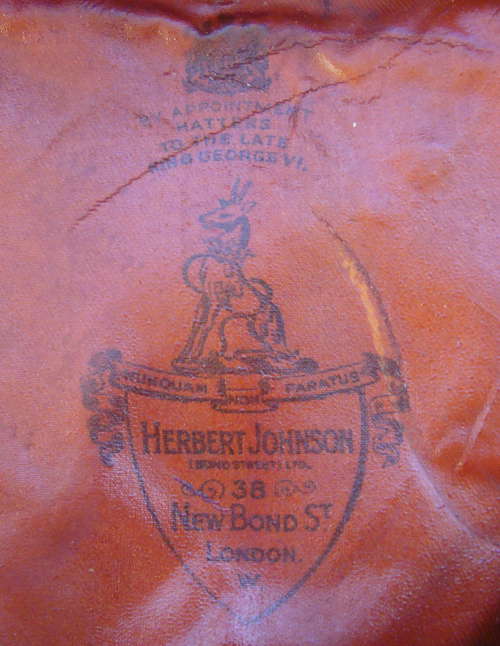 BY APPOINTMENT
HATTERS
TO THE LATE
KING GEORGE VI.
NUNQUAM NON PARATUS
HERBERT JOHNSON
(BOND STREET) LTD.
38
NEW BOND ST.
LONDON.
W